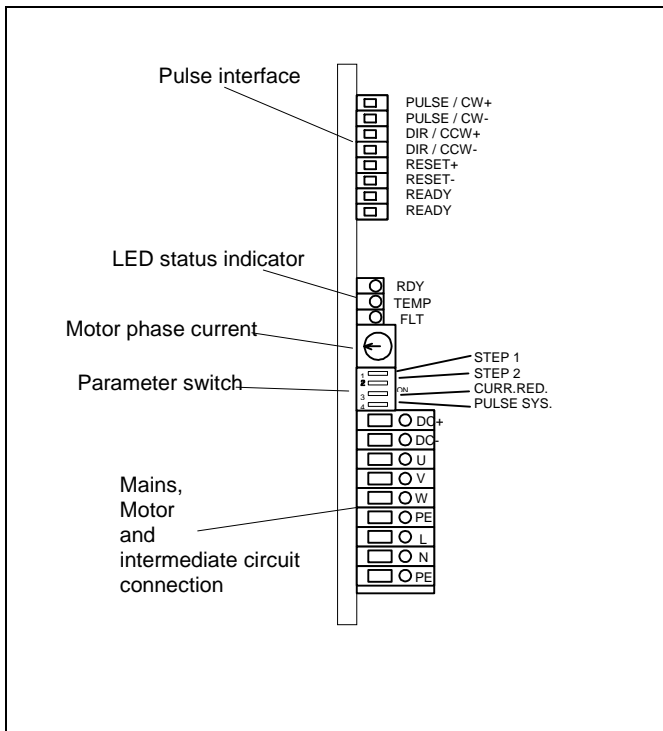 Pulse interface
PULSE / CW+
PULSE / CW-
DIR / CCW+
DIR / CCW-
RESET+
RESET-
READY
READY
LED status indicator
RDY
TEMP
FLT
Motor phase current
Parameter switch
1
2
3
4
ON
STEP 1
STEP 2
CURR.RED.
PULSE SYS.
DC+
DC-
U
V
W
PE
L
N
PE
Mains,
Motor
and
intermediate circuit
connection